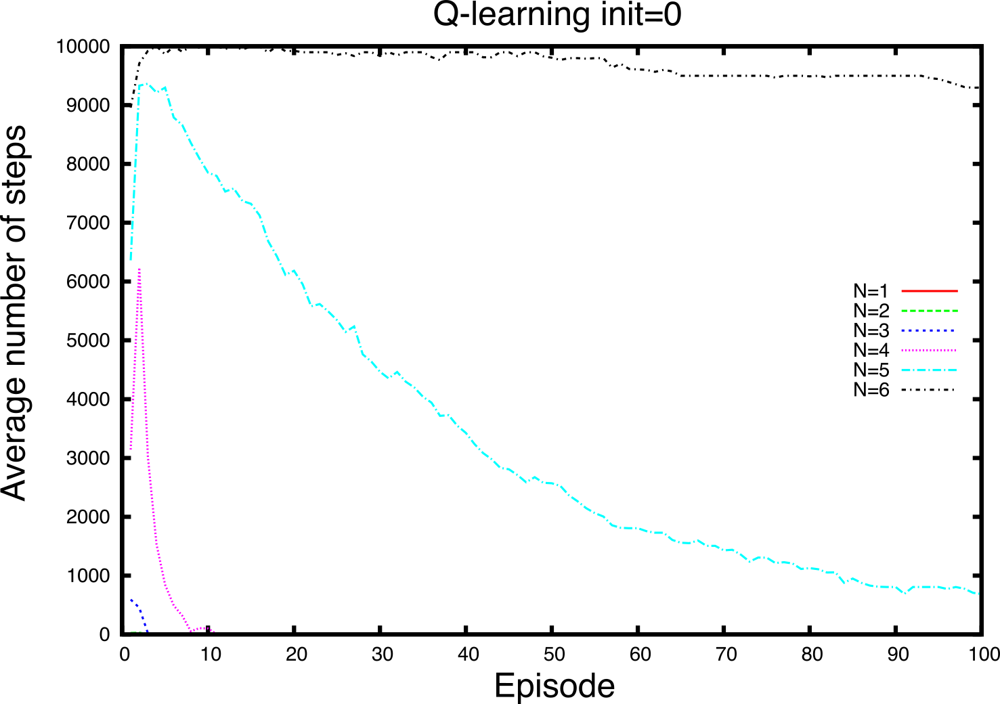 Q-learning init=0
10000
9000
8000
7000
6000
5000
4000
3000
2000
1000
0
Average number of steps
N=1
N=2
N=3
N=4
N=5
N=6
0 10 20 30 40 50 60 70 80 90 100
Episode